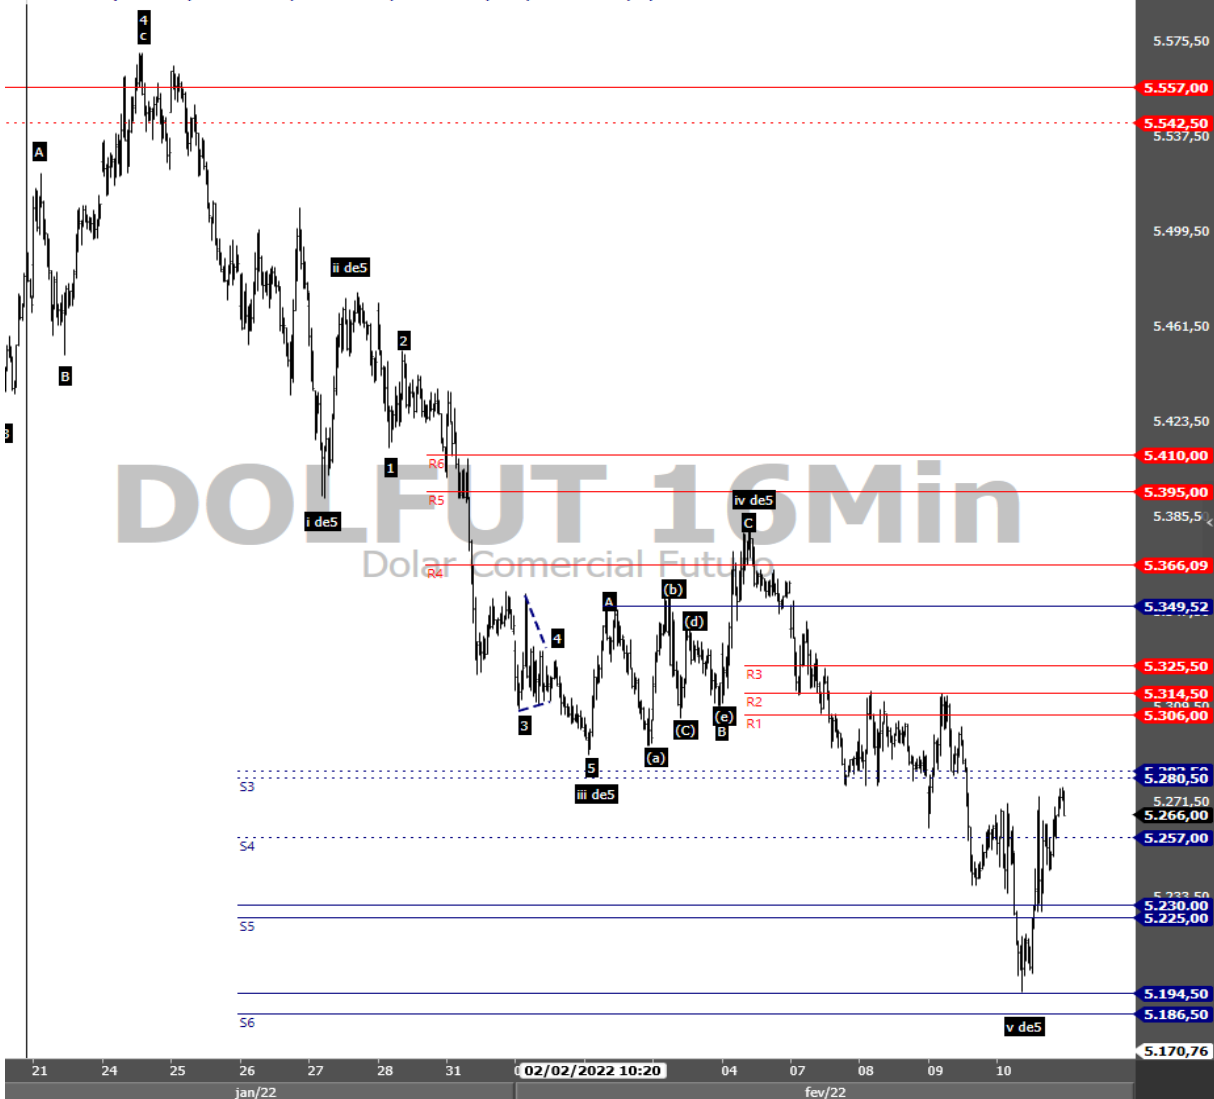 4
c
5.575,50
5.557,00
5.542,50
5.537,50
A
5.499,50
ii de5
5.461,50
2
B
5.423,50
1
R6
5.410,00
DOLFUT 16Min
Dolar Comercial Futuro
R5
5.395,00
iv de5
i de5
C
5.385,5
R4
5.366,09
(b)
A
5.349,52
(d)
4
R3
5.325,50
R2
5.314,50
5.309,50
(e)
B
R1
5.306,00
3
(C)
(a)
5
iii de5
S3
5.280,50
5.271,50
5.266,00
S4
5.257,00
5.233,50
5.230,00
S5
5.225,00
5.194,50
S6
5.186,50
v de5
5.170,76
21 24 25 26 27 28 31 02/02/2022 10:20 04 07 08 09 10
jan/22 fev/22